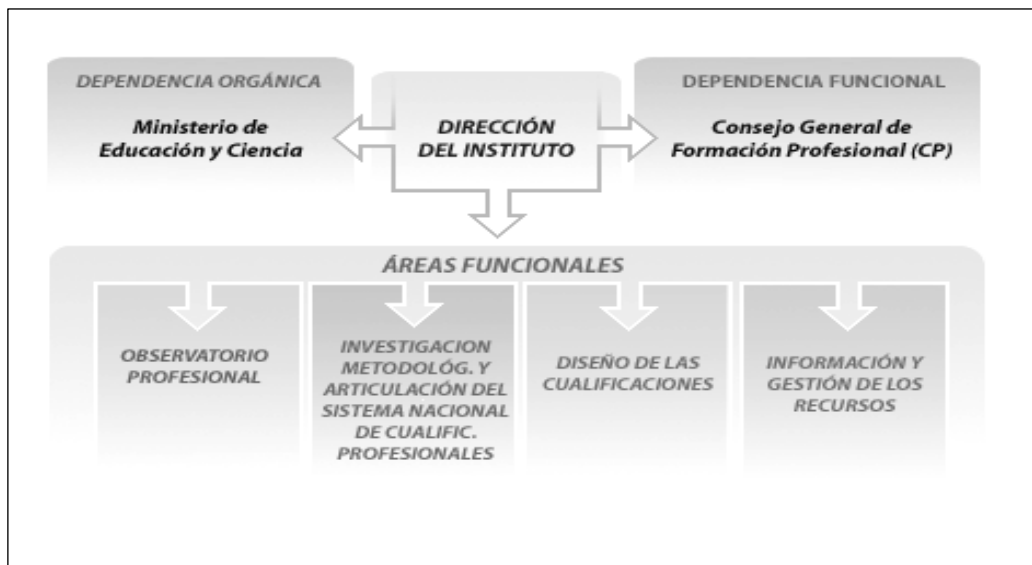 DEPENDENCIA ORGÁNICA
Ministerio de
Educación y Ciencia
DIRECCIÓN
DEL INSTITUTO
DEPENDENCIA FUNCIONAL
Consejo General de
Formación Profesional (CP)
ÁREAS FUNCIONALES
OBSERVATORIO
PROFESIONAL
INVESTIGACION
METODOLÓG. Y
ARTICULACIÓN DEL
SISTEMA NACIONAL
DE CUALIFIC.
PROFESIONALES
DISEÑO DE LAS
CUALIFICACIONES
INFORMACIÓN Y
GESTIÓN DE LOS
RECURSOS